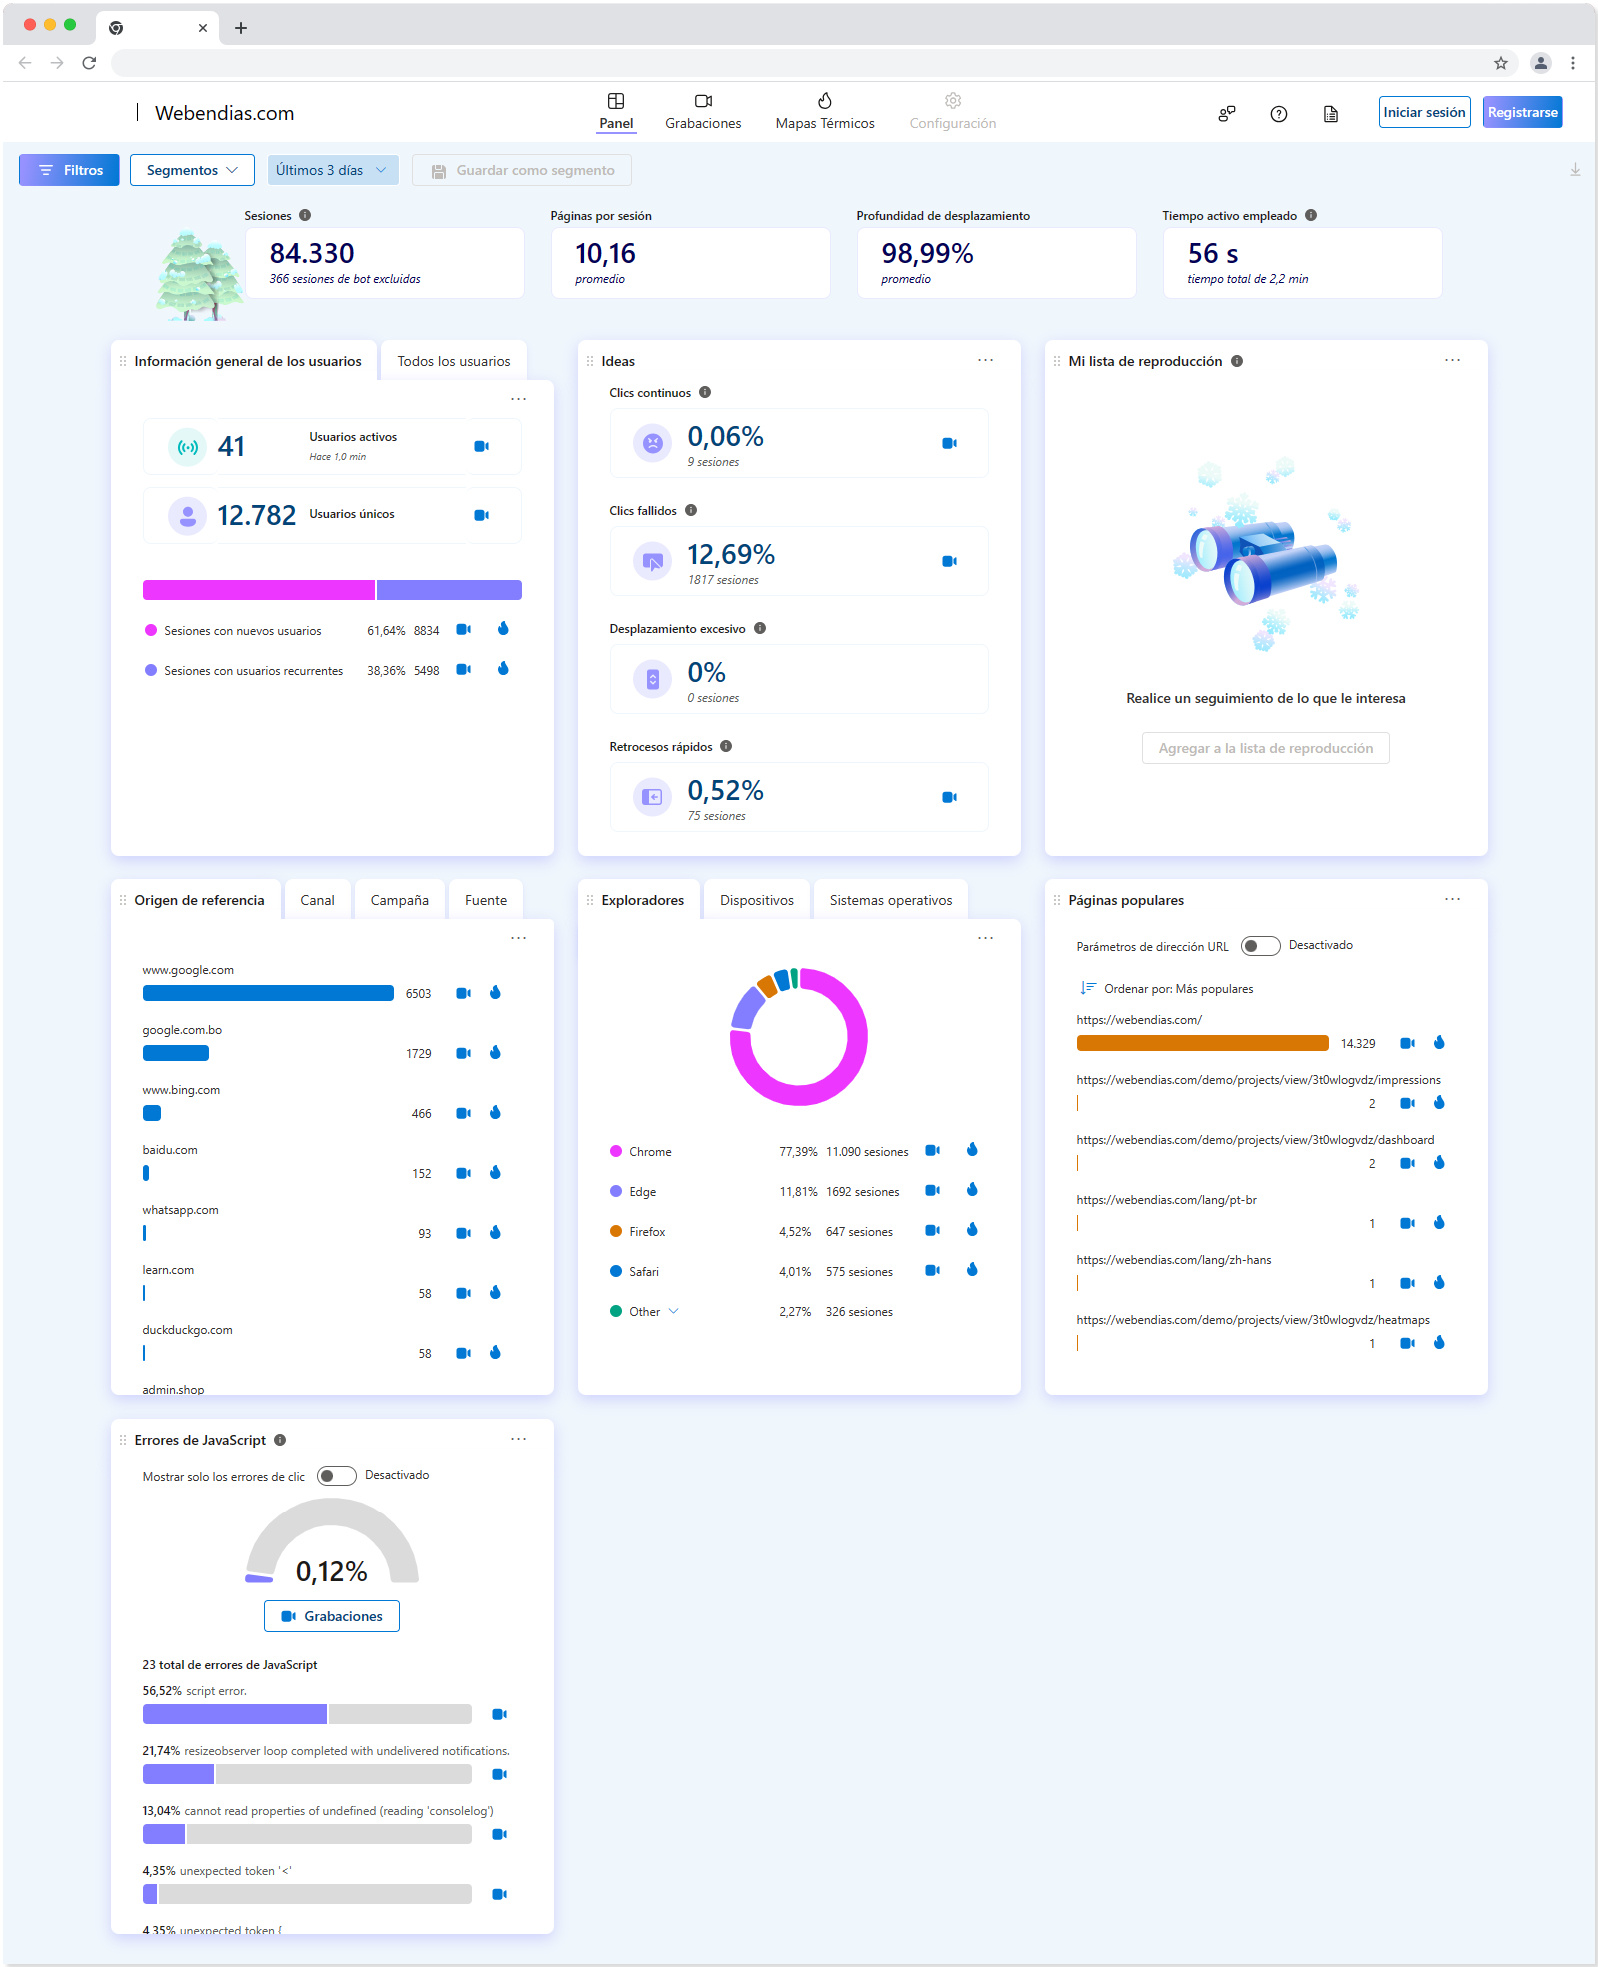 Webendias.com
Panel
Grabaciones
Mapas Térmicos
Configuración
Iniciar sesión
Registrarse
Filtros
Segmentos
Últimos 3 días
Guardar como segmento
Sesiones
84.330
366 sesiones de bot excluidas
Páginas por sesión
10,16
promedio
Profundidad de desplazamiento
98,99%
promedio
Tiempo activo empleado
56 s
tiempo total de 2,2 min
Información general de los usuarios
Todos los usuarios
41
Usuarios activos
Hace 1,0 min
12.782
Usuarios únicos
Sesiones con nuevos usuarios 61,64% 8834
Sesiones con usuarios recurrentes 38,36% 5498
Ideas
Clics continuos
0,06%
9 sesiones
Clics fallidos
12,69%
1817 sesiones
Desplazamiento excesivo
0%
0 sesiones
Retrocesos rápidos
0,52%
75 sesiones
Mi lista de reproducción
Realice un seguimiento de lo que le interesa
Agregar a la lista de reproducción
Origen de referencia
Canal
Campaña
Fuente
www.google.com
6503
google.com.bo
1729
www.bing.com
466
baidu.com
152
whatsapp.com
93
learn.com
58
duckduckgo.com
58
admin.shop
Exploradores
Dispositivos
Sistemas operativos
Chrome 77,39% 11.090 sesiones
Edge 11,81% 1692 sesiones
Firefox 4,52% 647 sesiones
Safari 4,01% 575 sesiones
Other 2,27% 326 sesiones
Páginas populares
Parámetros de dirección URL
Desactivado
Ordenar por: Más populares
https://webendias.com/
14.329
https://webendias.com/demo/projects/view/3t0wlogvdz/impressions
2
https://webendias.com/demo/projects/view/3t0wlogvdz/dashboard
2
https://webendias.com/lang/pt-br
1
https://webendias.com/lang/zh-hans
1
https://webendias.com/demo/projects/view/3t0wlogvdz/heatmaps
1
Errores de JavaScript
Mostrar solo los errores de clic
Desactivado
0,12%
Grabaciones
23 total de errores de JavaScript
56,52% script error.
21,74% resizeobserver loop completed with undelivered notifications.
13,04% cannot read properties of undefined (reading 'consolelog')
4,35% unexpected token '<'
4,35% unexpected token {